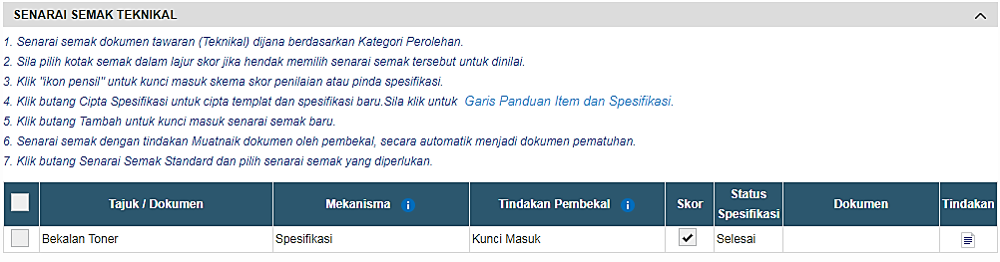 SENARAI SEMAK TEKNIKAL
1. Senarai semak dokumen tawaran (Teknikal) dijana berdasarkan Kategori Perolehan.
2. Sila pilih kotak semak dalam lajur skor jika hendak memilih senarai semak tersebut untuk dinilai.
3. Klik "ikon pensil" untuk kunci masuk skema skor penilaian atau pinda spesifikasi.
4. Klik butang Cipta Spesifikasi untuk cipta templat dan spesifikasi baru.Sila klik untuk Garis Panduan Item dan Spesifikasi.
5. Klik butang Tambah untuk kunci masuk senarai semak baru.
6. Senarai semak dengan tindakan Muatnaik dokumen oleh pembekal, secara automatik menjadi dokumen pematuhan.
7. Klik butang Senarai Semak Standard dan pilih senarai semak yang diperlukan.
Tajuk / Dokumen Mekanisma i Tindakan Pembekal i Skor Status Spesifikasi Dokumen Tindakan
Bekalan Toner Spesifikasi Kunci Masuk Selesai